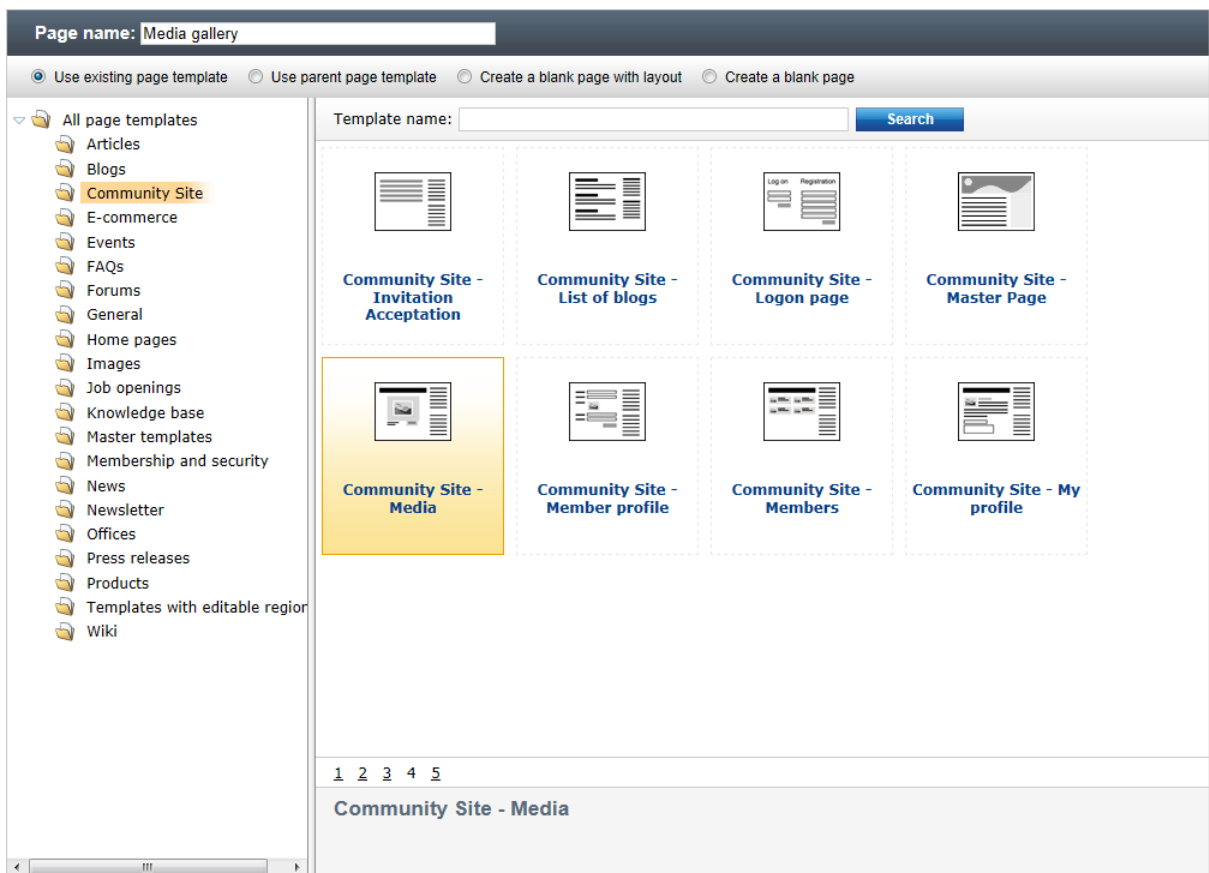 Page name: Media gallery
Use existing page template Use parent page template Create a blank page with layout Create a blank page
All page templates
Articles
Blogs
Community Site
E-commerce
Events
FAQs
Forums
General
Home pages
Images
Job openings
Knowledge base
Master templates
Membership and security
News
Newsletter
Offices
Press releases
Products
Templates with editable region
Wiki
Template name: Search
Log on Registration
Community Site -
Invitation
Acceptation
Community Site -
List of blogs
Community Site -
Logon page
Community Site -
Master Page
Community Site -
Media
Community Site -
Member profile
Community Site -
Members
Community Site - My
profile
1 2 3 4 5
Community Site - Media